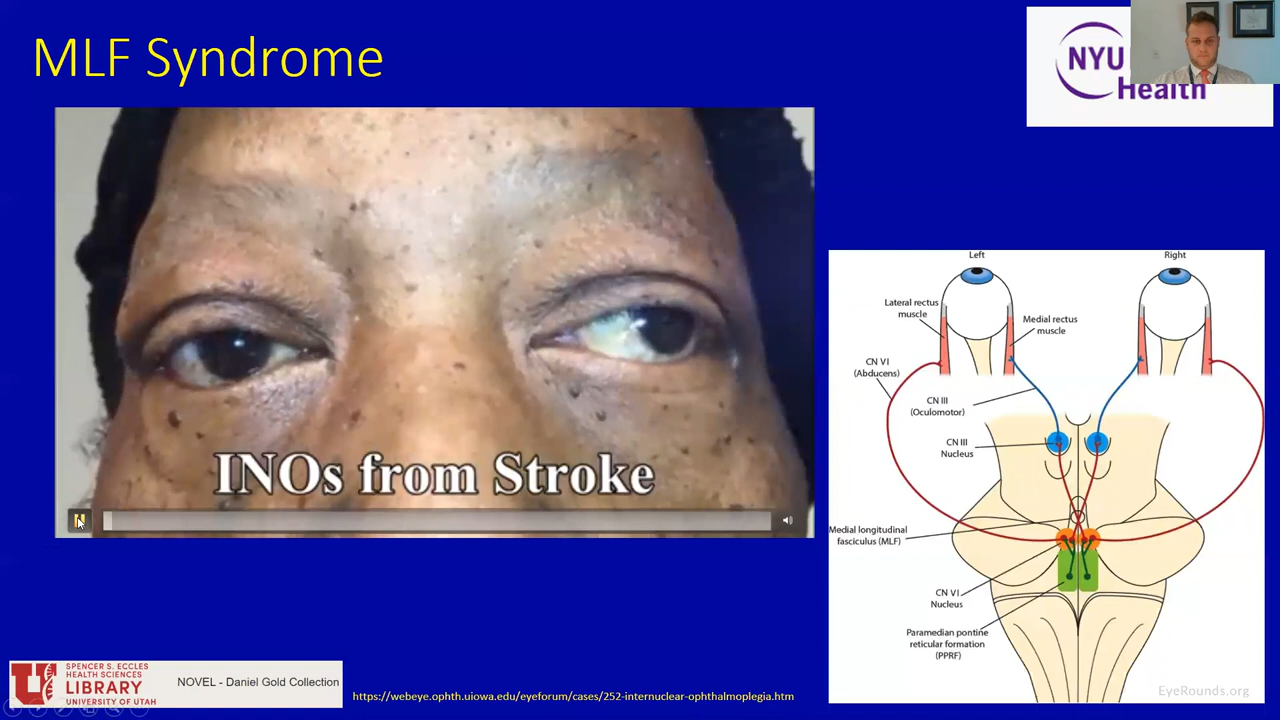 MLF Syndrome
NYU
Health
INOs from Stroke
Left
Right
Lateral rectus
muscle
Medial rectus
muscle
CN VI
(Abducens)
CN III
(Oculomotor)
CN III
Nucleus
Medial longitudinal
fasciculus (MLF)
CN VI
Nucleus
Paramedian pontine
reticular formation
(PPRF)
EyeRounds.org
SPENCER S. ECCLES
HEALTH SCIENCES
LIBRARY
UNIVERSITY OF UTAH
NOVEL - Daniel Gold Collection
https://webeye.ophth.uiowa.edu/eyeforum/cases/252-internuclear-ophthalmoplegia.htm